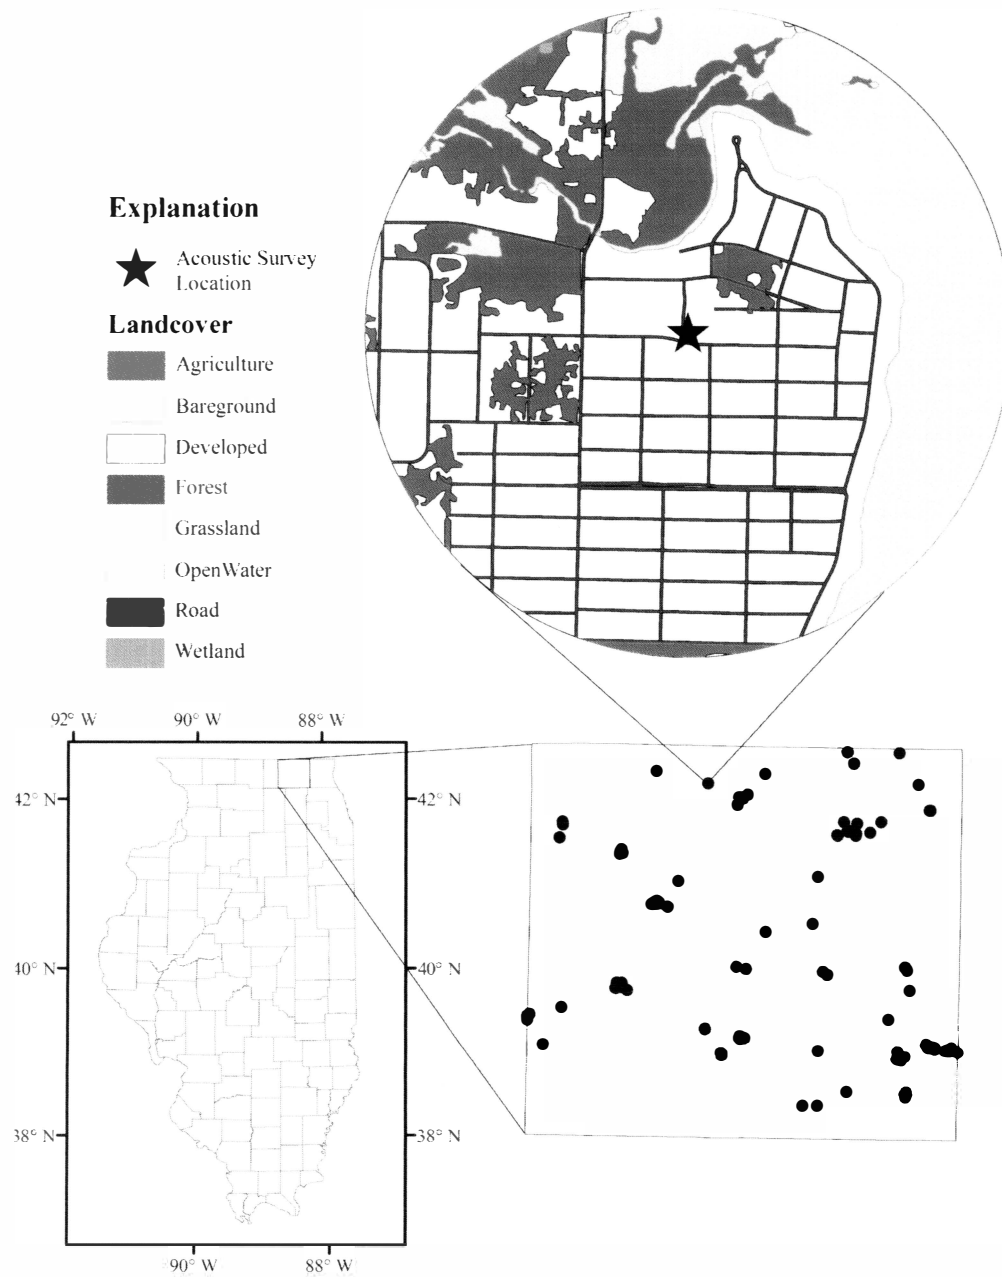 Explanation
Acoustic Survey
Location
Landcover
Agriculture
Bareground
Developed
Forest
Grassland
OpenWater
Road
Wetland
92° W 90° W 88° W
42° N 42° N
40° N 40° N
38° N 38° N
90° W 88° W